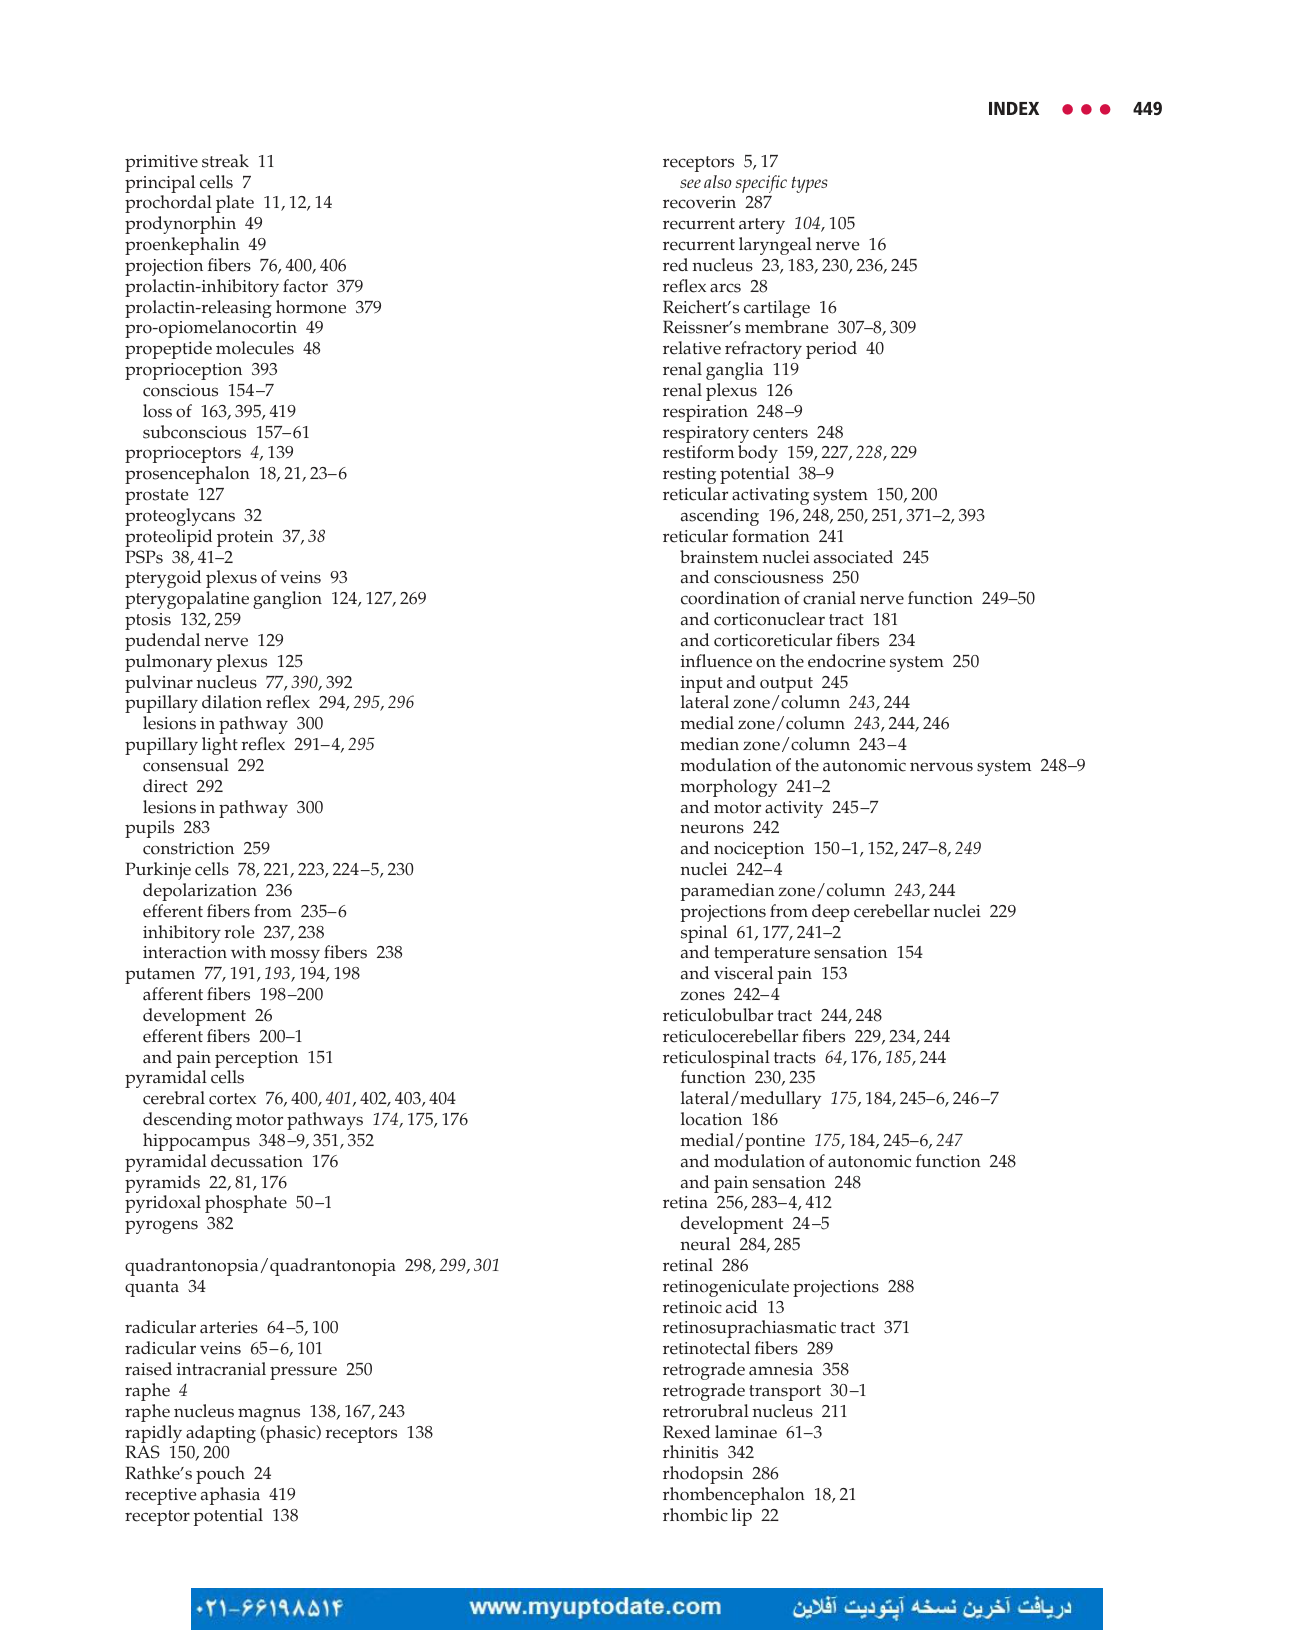 INDEX ● ● ● 449
primitive streak 11
principal cells 7
prochordal plate 11, 12, 14
prodynorphin 49
proenkephalin 49
projection fibers 76, 400, 406
prolactin-inhibitory factor 379
prolactin-releasing hormone 379
pro-opiomelanocortin 49
propeptide molecules 48
proprioception 393
conscious 154–7
loss of 163, 395, 419
subconscious 157–61
proprioceptors 4, 139
prosencephalon 18, 21, 23–6
prostate 127
proteoglycans 32
proteolipid protein 37, 38
PSPs 38, 41–2
pterygoid plexus of veins 93
pterygopalatine ganglion 124, 127, 269
ptosis 132, 259
pudendal nerve 129
pulmonary plexus 125
pulvinar nucleus 77, 390, 392
pupillary dilation reflex 294, 295, 296
lesions in pathway 300
pupillary light reflex 291–4, 295
consensual 292
direct 292
lesions in pathway 300
pupils 283
constriction 259
Purkinje cells 78, 221, 223, 224–5, 230
depolarization 236
efferent fibers from 235–6
inhibitory role 237, 238
interaction with mossy fibers 238
putamen 77, 191, 193, 194, 198
afferent fibers 198–200
development 26
efferent fibers 200–1
and pain perception 151
pyramidal cells
cerebral cortex 76, 400, 401, 402, 403, 404
descending motor pathways 174, 175, 176
hippocampus 348–9, 351, 352
pyramidal decussation 176
pyramids 22, 81, 176
pyridoxal phosphate 50–1
pyrogens 382
quadrantonopsia/quadrantonopia 298, 299, 301
quanta 34
radicular arteries 64–5, 100
radicular veins 65–6, 101
raised intracranial pressure 250
raphe 4
raphe nucleus magnus 138, 167, 243
rapidly adapting (phasic) receptors 138
RAS 150, 200
Rathke's pouch 24
receptive aphasia 419
receptor potential 138
receptors 5, 17
see also specific types
recoverin 287
recurrent artery 104, 105
recurrent laryngeal nerve 16
red nucleus 23, 183, 230, 236, 245
reflex arcs 28
Reichert's cartilage 16
Reissner's membrane 307–8, 309
relative refractory period 40
renal ganglia 119
renal plexus 126
respiration 248–9
respiratory centers 248
restiform body 159, 227, 228, 229
resting potential 38–9
reticular activating system 150, 200
ascending 196, 248, 250, 251, 371–2, 393
reticular formation 241
brainstem nuclei associated 245
and consciousness 250
coordination of cranial nerve function 249–50
and corticonuclear tract 181
and corticoreticular fibers 234
influence on the endocrine system 250
input and output 245
lateral zone/column 243, 244
medial zone/column 243, 244, 246
median zone/column 243–4
modulation of the autonomic nervous system 248–9
morphology 241–2
and motor activity 245–7
neurons 242
and nociception 150–1, 152, 247–8, 249
nuclei 242–4
paramedian zone/column 243, 244
projections from deep cerebellar nuclei 229
spinal 61, 177, 241–2
and temperature sensation 154
and visceral pain 153
zones 242–4
reticulobulbar tract 244, 248
reticulocerebellar fibers 229, 234, 244
reticulospinal tracts 64, 176, 185, 244
function 230, 235
lateral/medullary 175, 184, 245–6, 246–7
location 186
medial/pontine 175, 184, 245–6, 247
and modulation of autonomic function 248
and pain sensation 248
retina 256, 283–4, 412
development 24–5
neural 284, 285
retinal 286
retinogeniculate projections 288
retinoic acid 13
retinosuprachiasmatic tract 371
retinotectal fibers 289
retrograde amnesia 358
retrograde transport 30–1
retrorubral nucleus 211
Rexed laminae 61–3
rhinitis 342
rhodopsin 286
rhombencephalon 18, 21
rhombic lip 22
۰۲۱-۶۶۱۹۸۵۱۴ www.myuptodate.com دریافت آخرین نسخه آپتودیت آفلاین